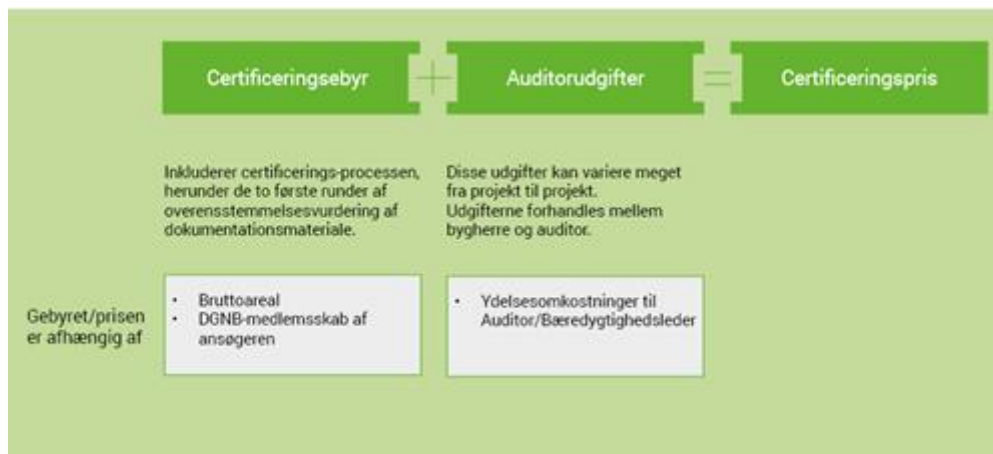 Certificeringsebyr
+
Auditorudgifter
=
Certificeringspris
Inkluderer certificerings-processen,
herunder de to første runder af
overensstemmelsesvurdering af
dokumentationsmateriale.
Disse udgifter kan variere meget
fra projekt til projekt.
Udgifterne forhandles mellem
bygherre og auditor.
Gebyret/prisen
er afhængig af
• Bruttoareal
• DGNB-medlemsskab af
ansøgeren
• Ydelsesomkostninger til
Auditor/Bæredygtighedsleder